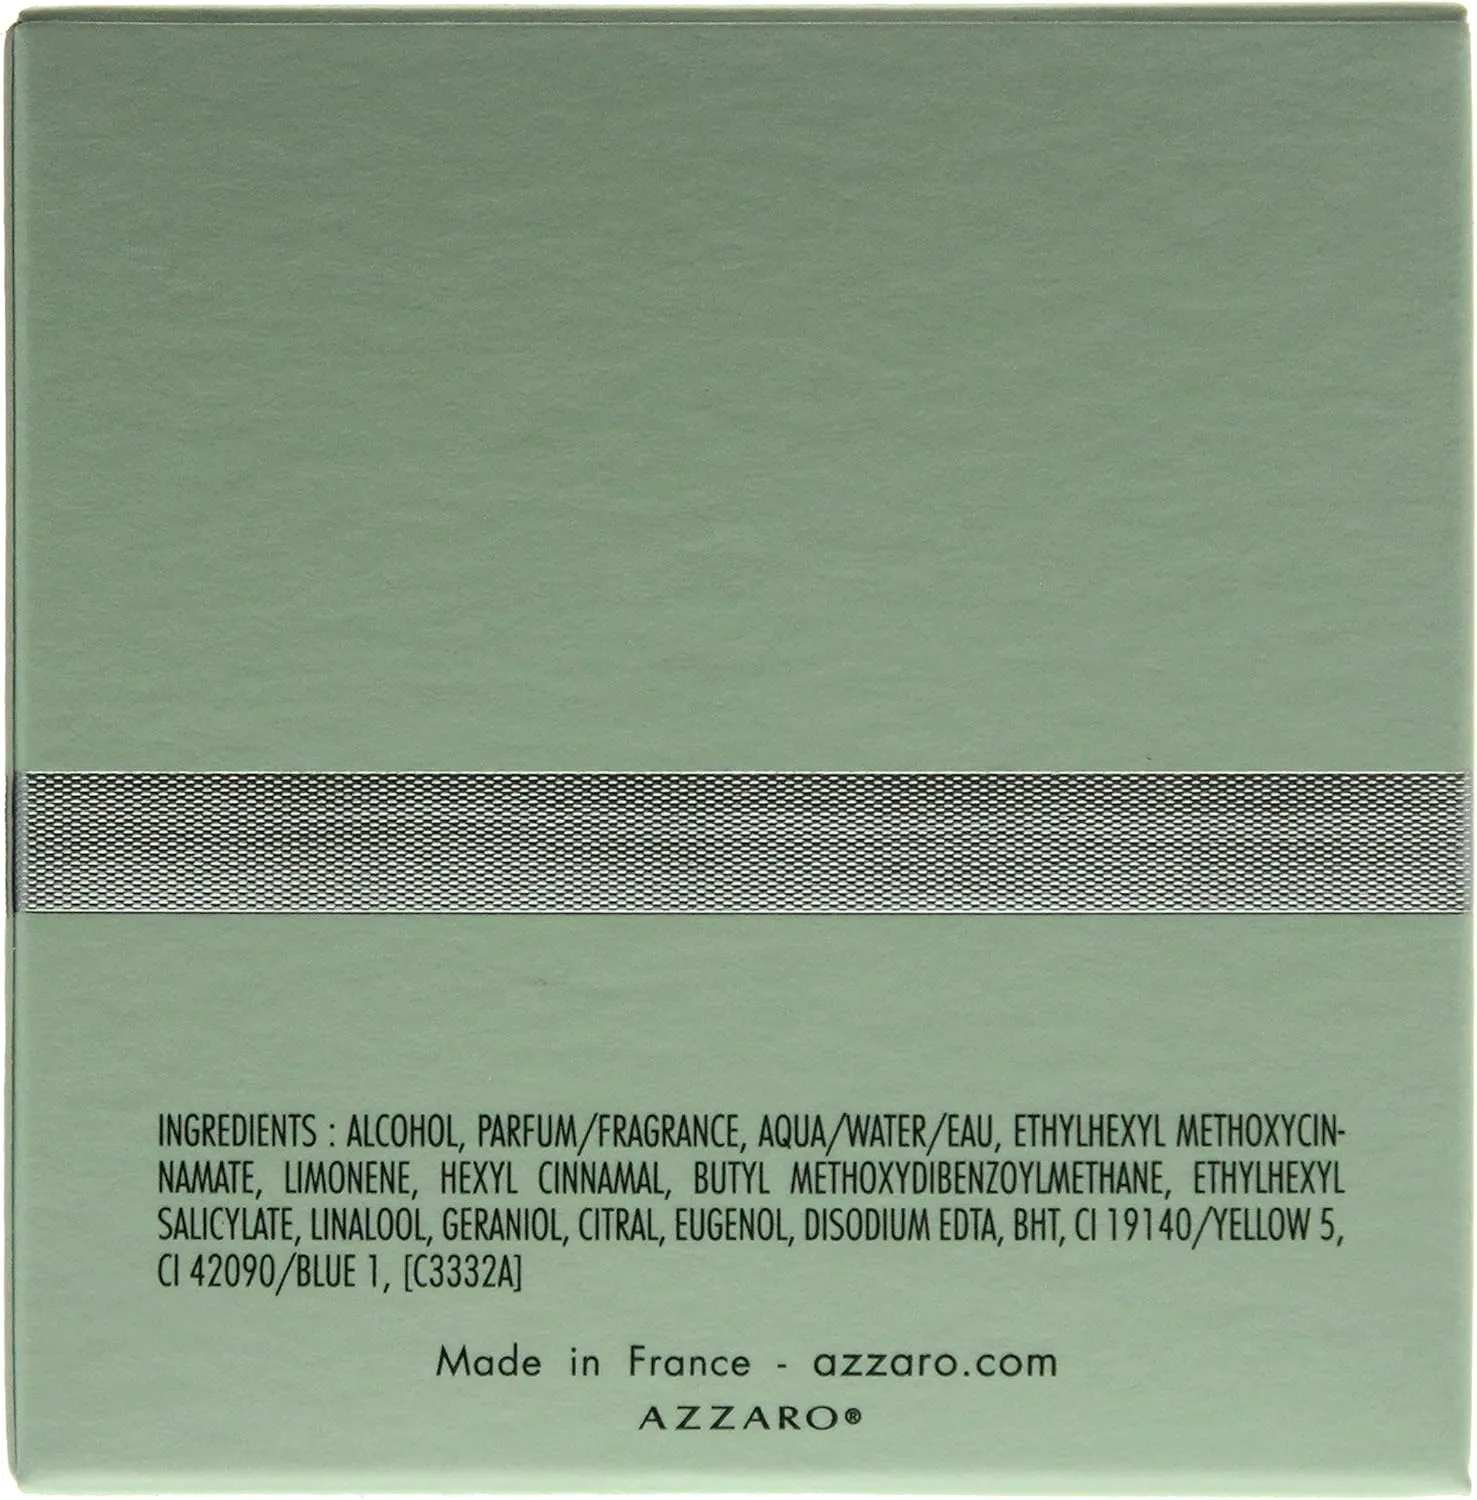 INGREDIENTS : ALCOHOL, PARFUM/FRAGRANCE, AQUA/WATER/EAU, ETHYLHEXYL METHOXYCIN-
NAMATE, LIMONENE, HEXYL CINNAMAL, BUTYL METHOXYDIBENZOYLMETHANE, ETHYLHEXYL
SALICYLATE, LINALOOL, GERANIOL, CITRAL, EUGENOL, DISODIUM EDTA, BHT, CI 19140/YELLOW 5,
CI 42090/BLUE 1, [C3332A]
Made in France - azzaro.com
AZZARO®